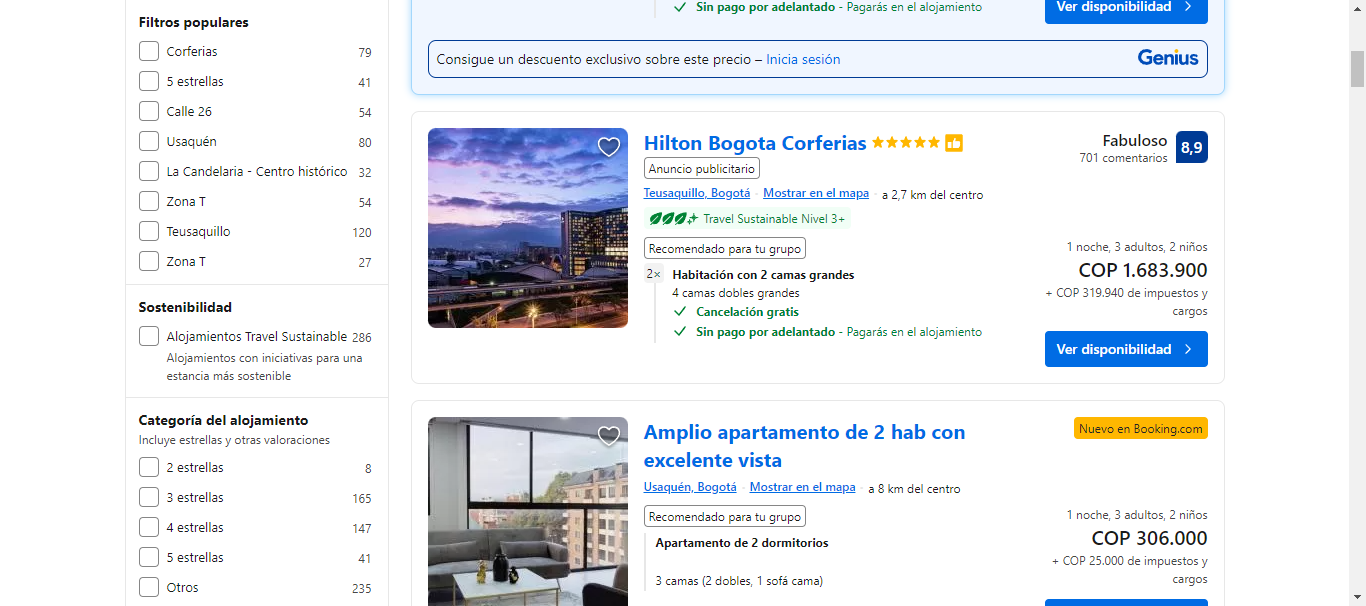 Filtros populares
Corferias 79
5 estrellas 41
Calle 26 54
Usaquén 80
La Candelaria - Centro histórico 32
Zona T 54
Teusaquillo 120
Zona T 27
Sostenibilidad
Alojamientos Travel Sustainable 286
Alojamientos con iniciativas para una
estancia más sostenible
Categoría del alojamiento
Incluye estrellas y otras valoraciones
2 estrellas 8
3 estrellas 165
4 estrellas 147
5 estrellas 41
Otros 235
Sin pago por adelantado - Pagarás en el alojamiento
Ver disponibilidad
Consigue un descuento exclusivo sobre este precio – Inicia sesión
Genius
Hilton Bogota Corferias
Anuncio publicitario
Teusaquillo, Bogotá · Mostrar en el mapa · a 2,7 km del centro
Travel Sustainable Nivel 3+
Fabuloso
701 comentarios
8,9
Recomendado para tu grupo
2× Habitación con 2 camas grandes
4 camas dobles grandes
Cancelación gratis
Sin pago por adelantado - Pagarás en el alojamiento
1 noche, 3 adultos, 2 niños
COP 1.683.900
+ COP 319.940 de impuestos y
cargos
Ver disponibilidad
Amplio apartamento de 2 hab con
excelente vista
Nuevo en Booking.com
Usaquén, Bogotá · Mostrar en el mapa · a 8 km del centro
Recomendado para tu grupo
Apartamento de 2 dormitorios
3 camas (2 dobles, 1 sofá cama)
1 noche, 3 adultos, 2 niños
COP 306.000
+ COP 25.000 de impuestos y
cargos